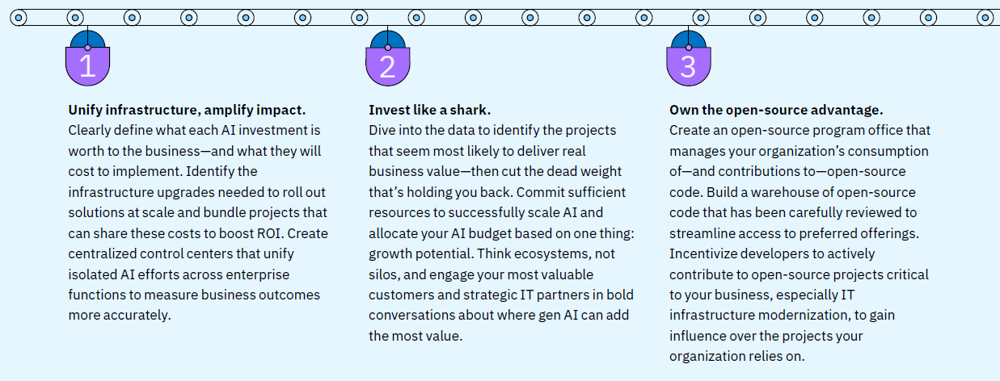 1
Unify infrastructure, amplify impact.
Clearly define what each AI investment is
worth to the business—and what they will
cost to implement. Identify the
infrastructure upgrades needed to roll out
solutions at scale and bundle projects that
can share these costs to boost ROI. Create
centralized control centers that unify
isolated AI efforts across enterprise
functions to measure business outcomes
more accurately.
2
Invest like a shark.
Dive into the data to identify the projects
that seem most likely to deliver real
business value—then cut the dead weight
that’s holding you back. Commit sufficient
resources to successfully scale AI and
allocate your AI budget based on one thing:
growth potential. Think ecosystems, not
silos, and engage your most valuable
customers and strategic IT partners in bold
conversations about where gen AI can add
the most value.
3
Own the open-source advantage.
Create an open-source program office that
manages your organization’s consumption
of—and contributions to—open-source
code. Build a warehouse of open-source
code that has been carefully reviewed to
streamline access to preferred offerings.
Incentivize developers to actively
contribute to open-source projects critical
to your business, especially IT
infrastructure modernization, to gain
influence over the projects your
organization relies on.